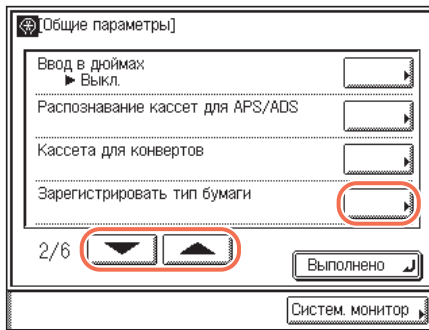 [Общие параметры]
Ввод в дюймах
► Выкл.
Распознавание кассет для APS/ADS
Кассета для конвертов
Зарегистрировать тип бумаги
2/6
Выполнено
Систем. монитор